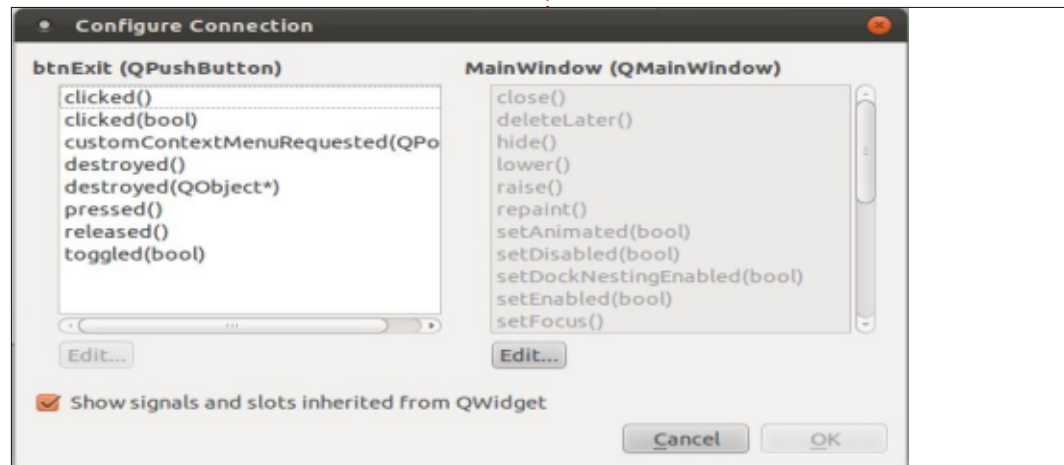 Configure Connection
btnExit (QPushButton)
clicked()
clicked(bool)
customContextMenuRequested(QPo
destroyed()
destroyed(QObject*)
pressed()
released()
toggled(bool)
Edit...
MainWindow (QMainWindow)
close()
deleteLater()
hide()
lower()
raise()
repaint()
setAnimated(bool)
setDisabled(bool)
setDockNestingEnabled(bool)
setEnabled(bool)
setFocus()
Edit...
Show signals and slots inherited from QWidget
Cancel
OK